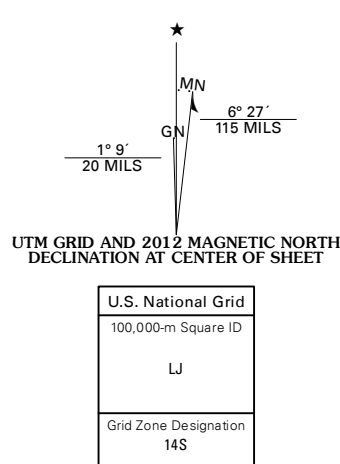 ★
MN
GN
6° 27´
115 MILS
1° 9´
20 MILS
UTM GRID AND 2012 MAGNETIC NORTH
DECLINATION AT CENTER OF SHEET
U.S. National Grid
100,000-m Square ID
LJ
Grid Zone Designation
14S